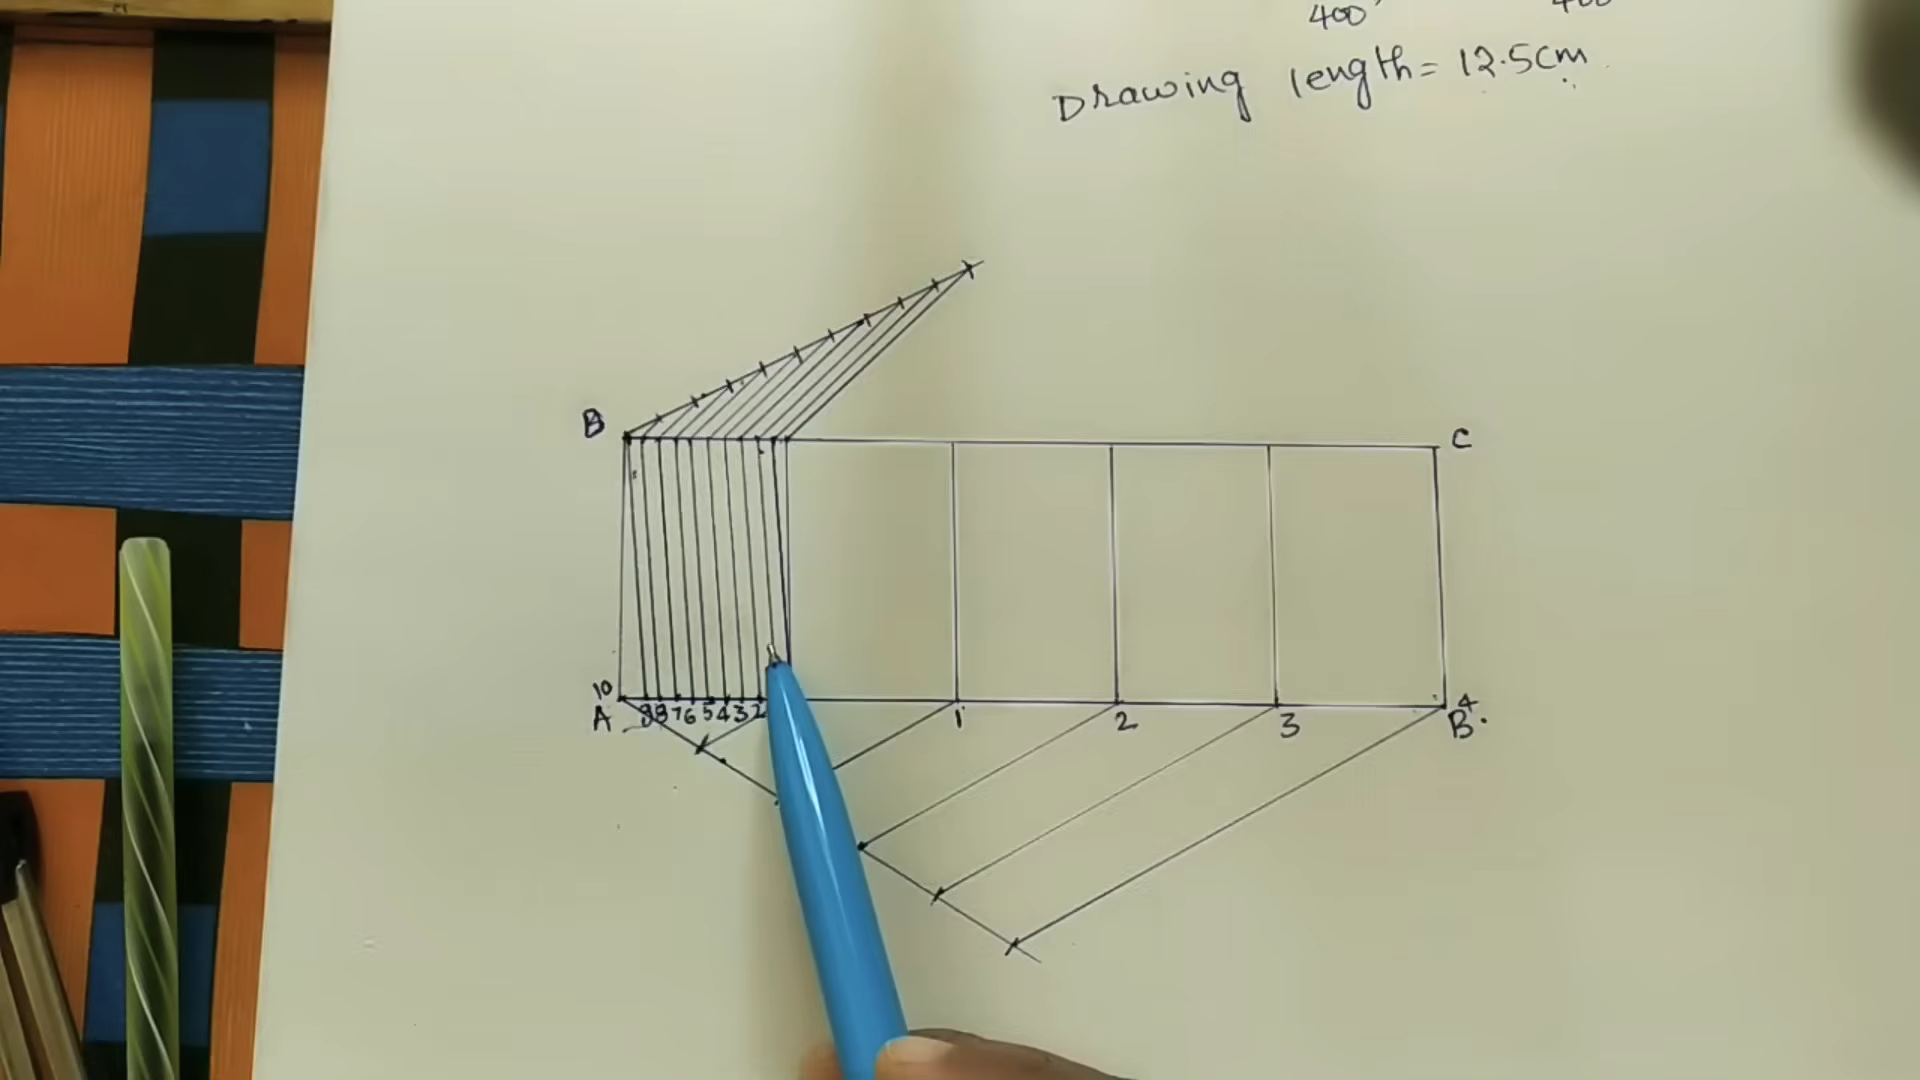 400
Drawing length = 12.5cm
D
C
10
A 9 8 7 6 5 4 3 2 1 2 3 4
B